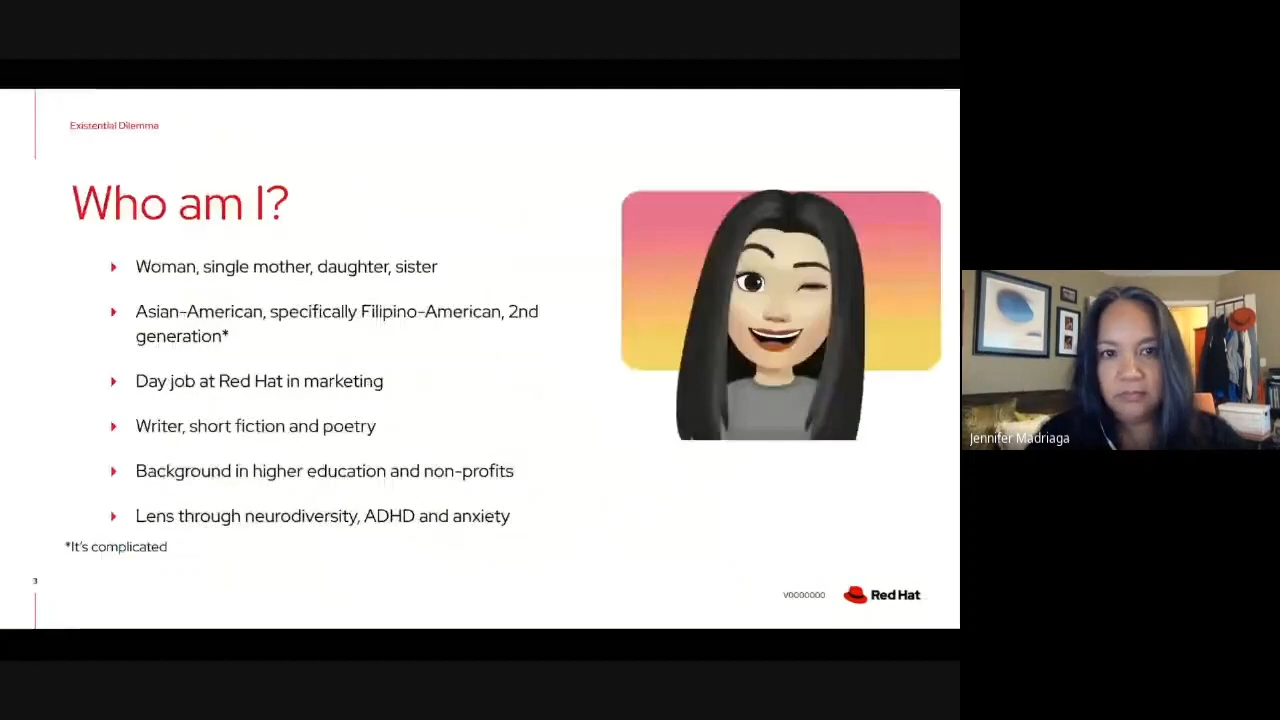 Existential Dilemma
Who am I?
Woman, single mother, daughter, sister
Asian-American, specifically Filipino-American, 2nd
generation*
Day job at Red Hat in marketing
Writer, short fiction and poetry
Background in higher education and non-profits
Lens through neurodiversity, ADHD and anxiety
*It's complicated
3
V0000000
Red Hat
Jennifer Madriaga